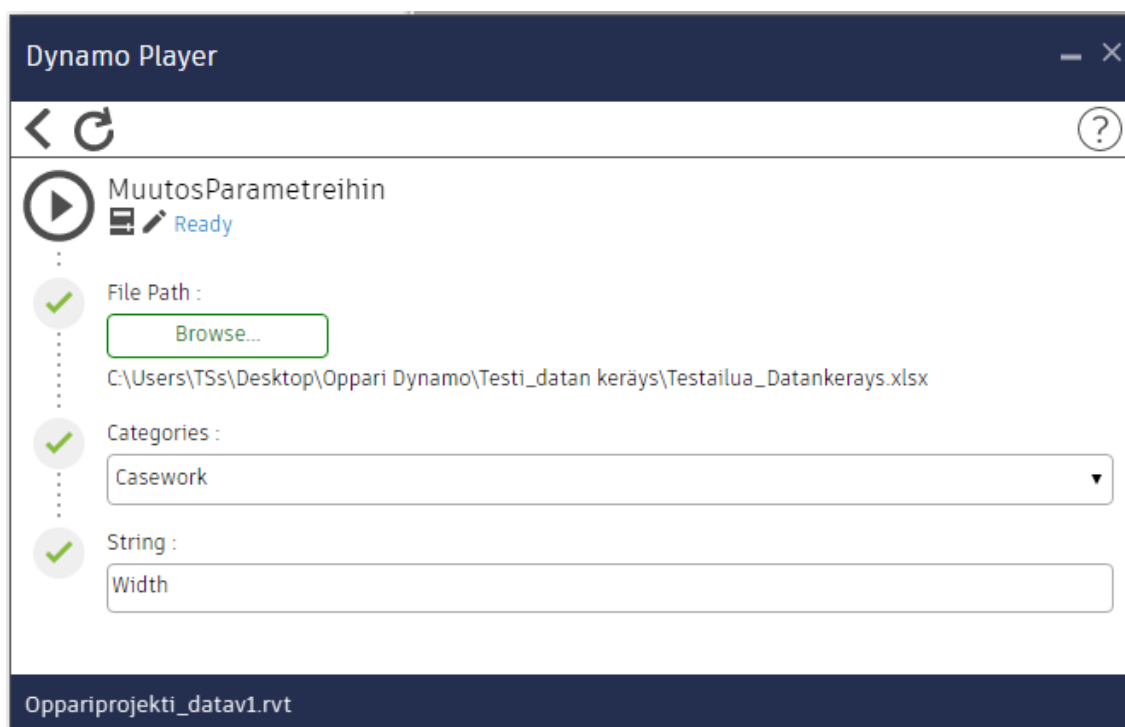 Dynamo Player
?
MuutosParametreihin
Ready
File Path :
Browse...
C:\Users\TSs\Desktop\Oppari Dynamo\Testi_datan keräys\Testailua_Datankerays.xlsx
Categories :
Casework
String :
Width
Oppariprojekti_datav1.rvt